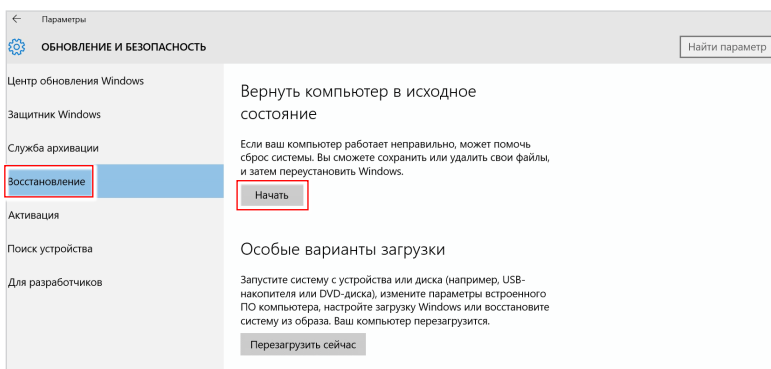 Параметры
ОБНОВЛЕНИЕ И БЕЗОПАСНОСТЬ
Найти параметр
Центр обновления Windows
Защитник Windows
Служба архивации
Восстановление
Активация
Поиск устройства
Для разработчиков
Вернуть компьютер в исходное
состояние
Если ваш компьютер работает неправильно, может помочь
сброс системы. Вы сможете сохранить или удалить свои файлы,
и затем переустановить Windows.
Начать
Особые варианты загрузки
Запустите систему с устройства или диска (например, USB-
накопителя или DVD-диска), измените параметры встроенного
ПО компьютера, настройте загрузку Windows или восстановите
систему из образа. Ваш компьютер перезагрузится.
Перезагрузить сейчас